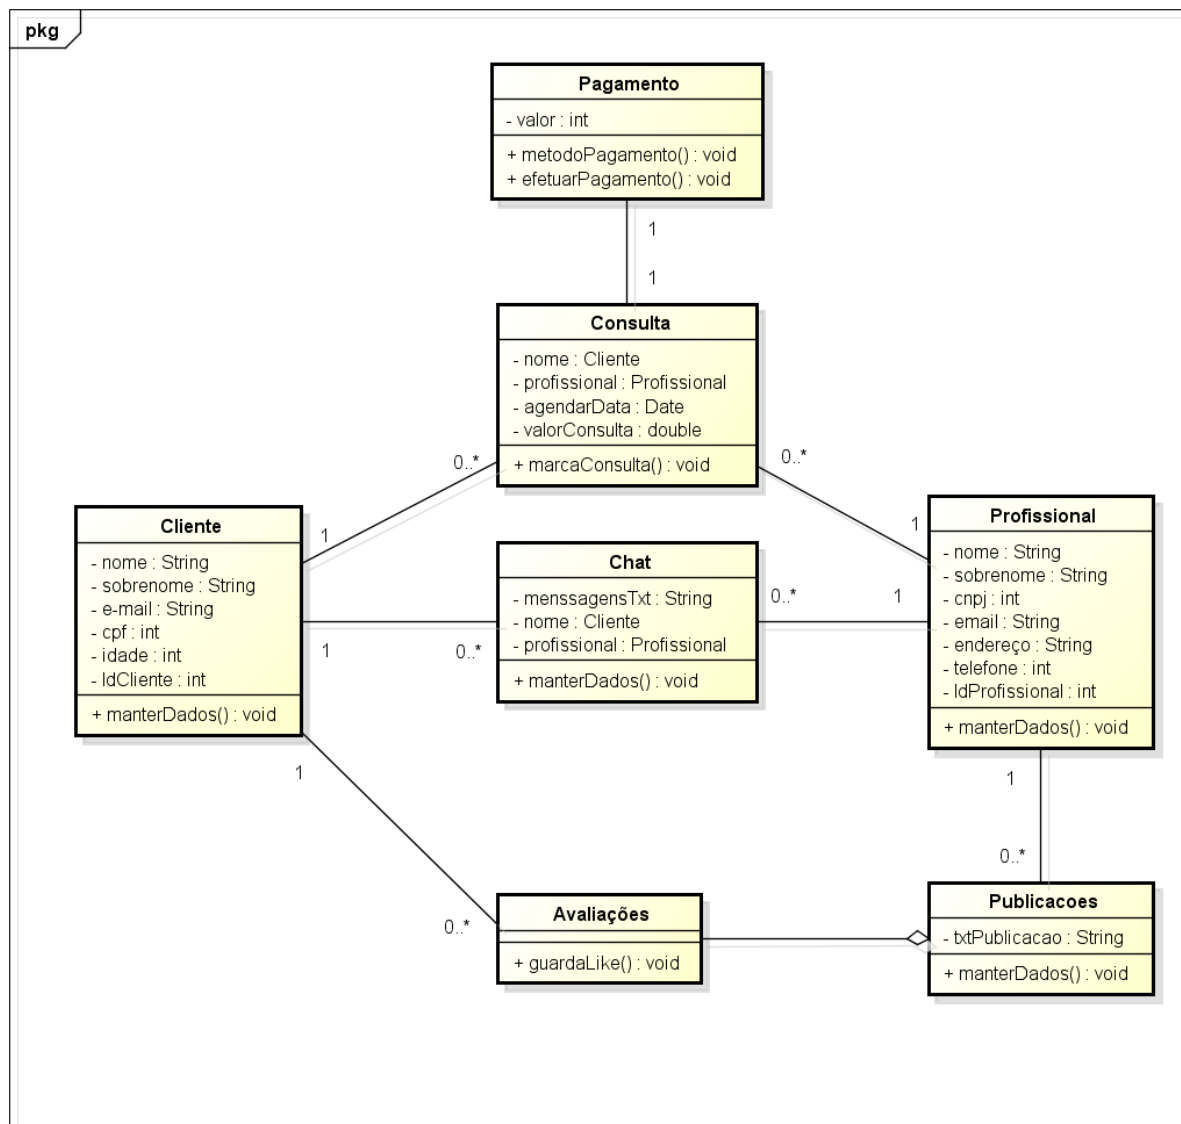 pkg
Pagamento
- valor : int
+ metodoPagamento() : void
+ efetuarPagamento() : void
1
1
Consulta
- nome : Cliente
- profissional : Profissional
- agendarData : Date
- valorConsulta : double
+ marcaConsulta() : void
0..*
0..*
1
1
Cliente
- nome : String
- sobrenome : String
- e-mail : String
- cpf : int
- idade : int
- IdCliente : int
+ manterDados() : void
Chat
- menssagensTxt : String
- nome : Cliente
- profissional : Profissional
+ manterDados() : void
1
0..*
0..*
1
Profissional
- nome : String
- sobrenome : String
- cnpj : int
- email : String
- endereço : String
- telefone : int
- IdProfissional : int
+ manterDados() : void
1
0..*
1
0..*
Avaliações
+ guardaLike() : void
Publicacoes
- txtPublicacao : String
+ manterDados() : void